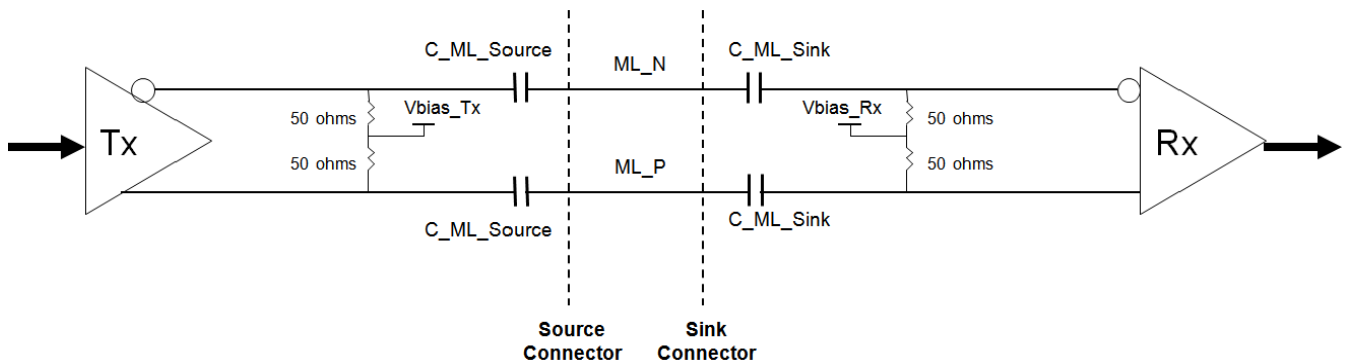 C_ML_Source
ML_N
C_ML_Sink
Tx
50 ohms
Vbias_Tx
Vbias_Rx
50 ohms
Rx
50 ohms
50 ohms
ML_P
C_ML_Source
C_ML_Sink
Source
Connector
Sink
Connector